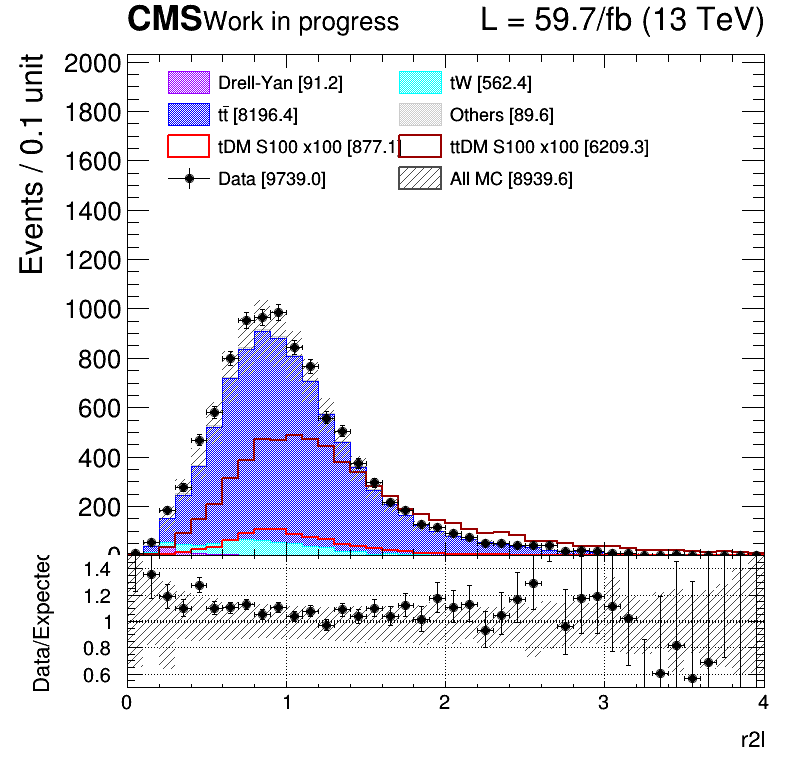 CMS Work in progress L = 59.7/fb (13 TeV)
Events / 0.1 unit
2000
1800
1600
1400
1200
1000
800
600
400
200
0
Drell-Yan [91.2] tW [562.4]
tt̄ [8196.4] Others [89.6]
tDM S100 x100 [877.1] ttDM S100 x100 [6209.3]
Data [9739.0] All MC [8939.6]
Data/Expected
1.4
1.2
1
0.8
0.6
0 1 2 3 4
r2l